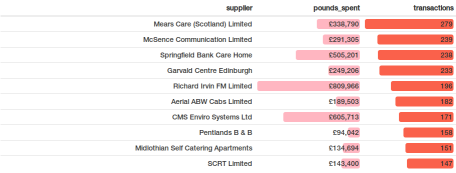 supplier pounds_spent transactions
Mears Care (Scotland) Limited £338,790 279
McSence Communication Limited £291,305 239
Springfield Bank Care Home £505,201 238
Garvald Centre Edinburgh £249,206 233
Richard Irvin FM Limited £809,966 196
Aerial ABW Cabs Limited £189,503 182
CMS Enviro Systems Ltd £605,713 171
Pentlands B & B £94,042 158
Midlothian Self Catering Apartments £134,694 151
SCRT Limited £143,400 147